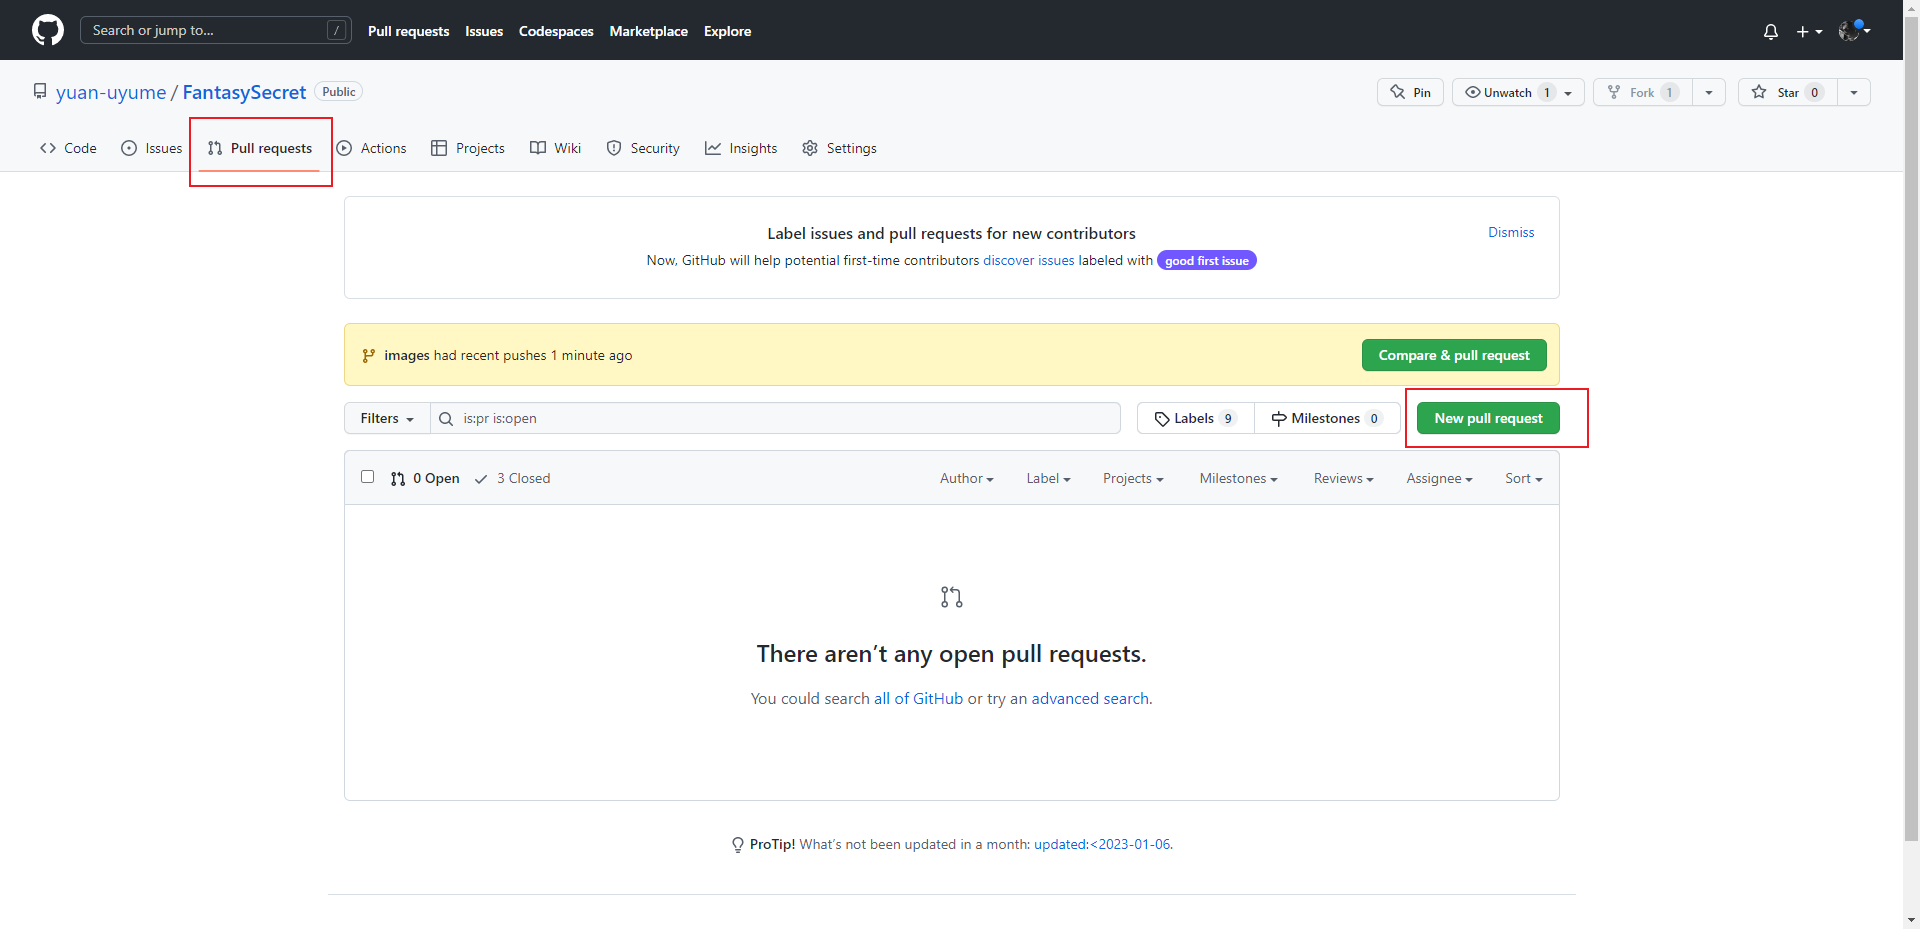 Search or jump to... / Pull requests Issues Codespaces Marketplace Explore
yuan-uyume / FantasySecret Public Pin Unwatch 1 Fork 1 Star 0
Code Issues Pull requests Actions Projects Wiki Security Insights Settings
Label issues and pull requests for new contributors Dismiss
Now, GitHub will help potential first-time contributors discover issues labeled with good first issue
images had recent pushes 1 minute ago Compare & pull request
Filters is:pr is:open Labels 9 Milestones 0 New pull request
0 Open 3 Closed Author Label Projects Milestones Reviews Assignee Sort
There aren’t any open pull requests.
You could search all of GitHub or try an advanced search.
ProTip! What’s not been updated in a month: updated:<2023-01-06.